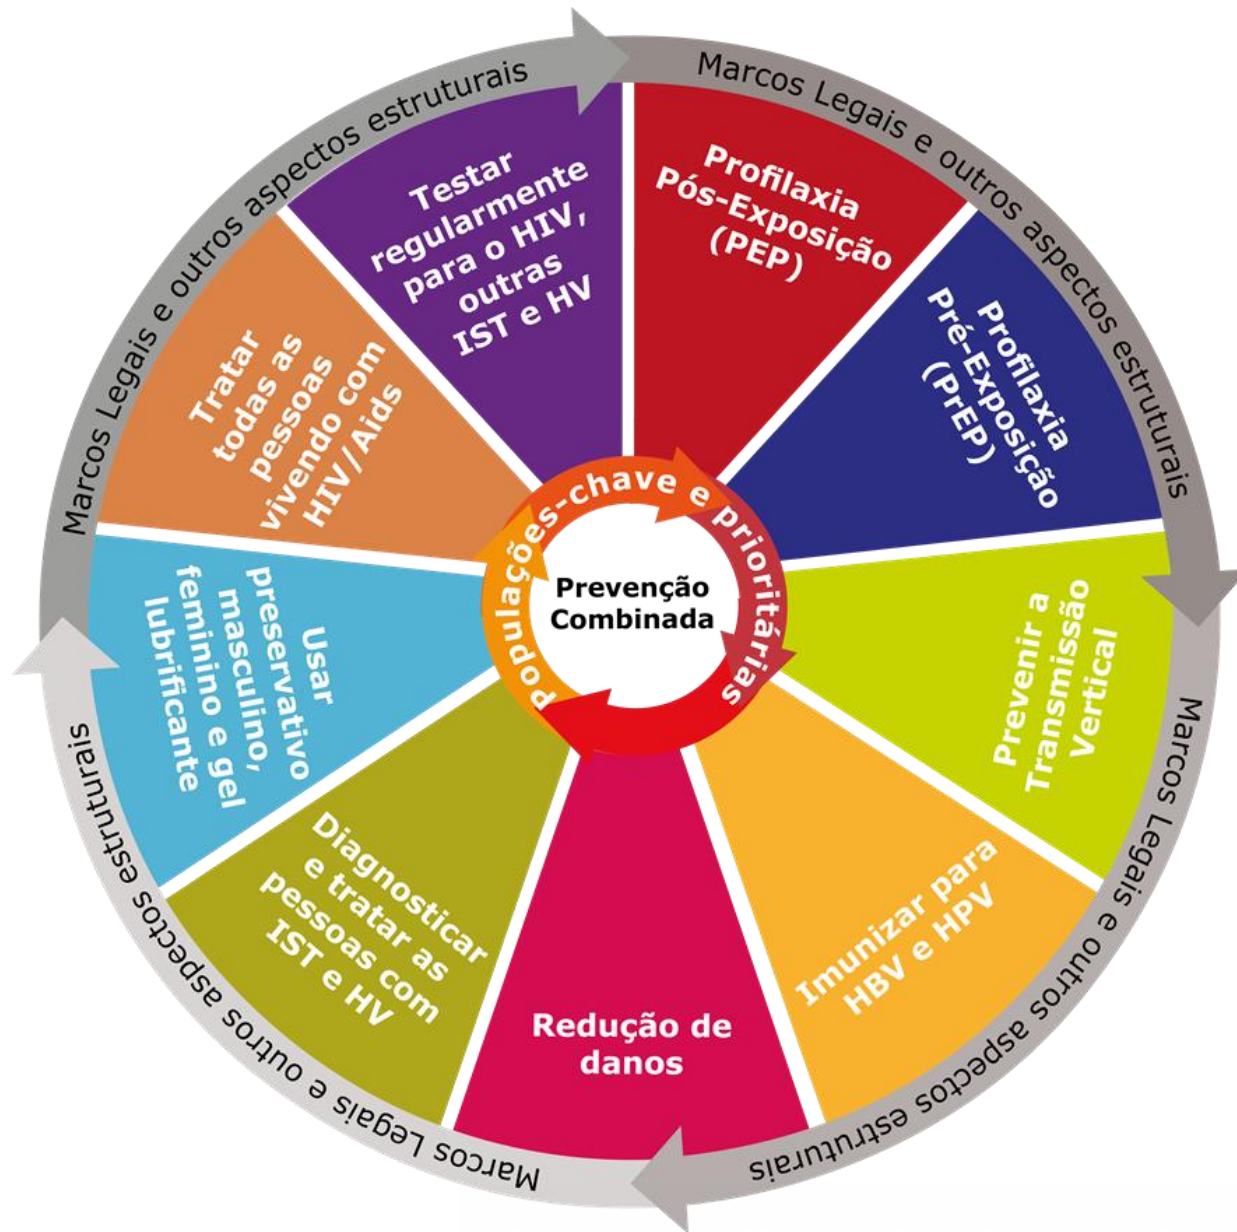 Marcos Legais e outros aspectos estruturais
Marcos Legais e outros aspectos estruturais
Marcos Legais e outros aspectos estruturais
Marcos Legais e outros aspectos estruturais
Testar
regularmente
para o HIV,
outras
IST e HV
Profilaxia
Pós-Exposição
(PEP)
Profilaxia
Pré-Exposição
(PrEP)
Prevenir a
Transmissão
Vertical
Imunizar para
HBV e HPV
Redução de
danos
Diagnosticar
e tratar as
pessoas com
IST e HV
Usar
preservativo
masculino,
feminino e gel
lubrificante
Tratar
todas as
pessoas
vivendo com
HIV/Aids
Populações-chave e prioritárias
Prevenção
Combinada